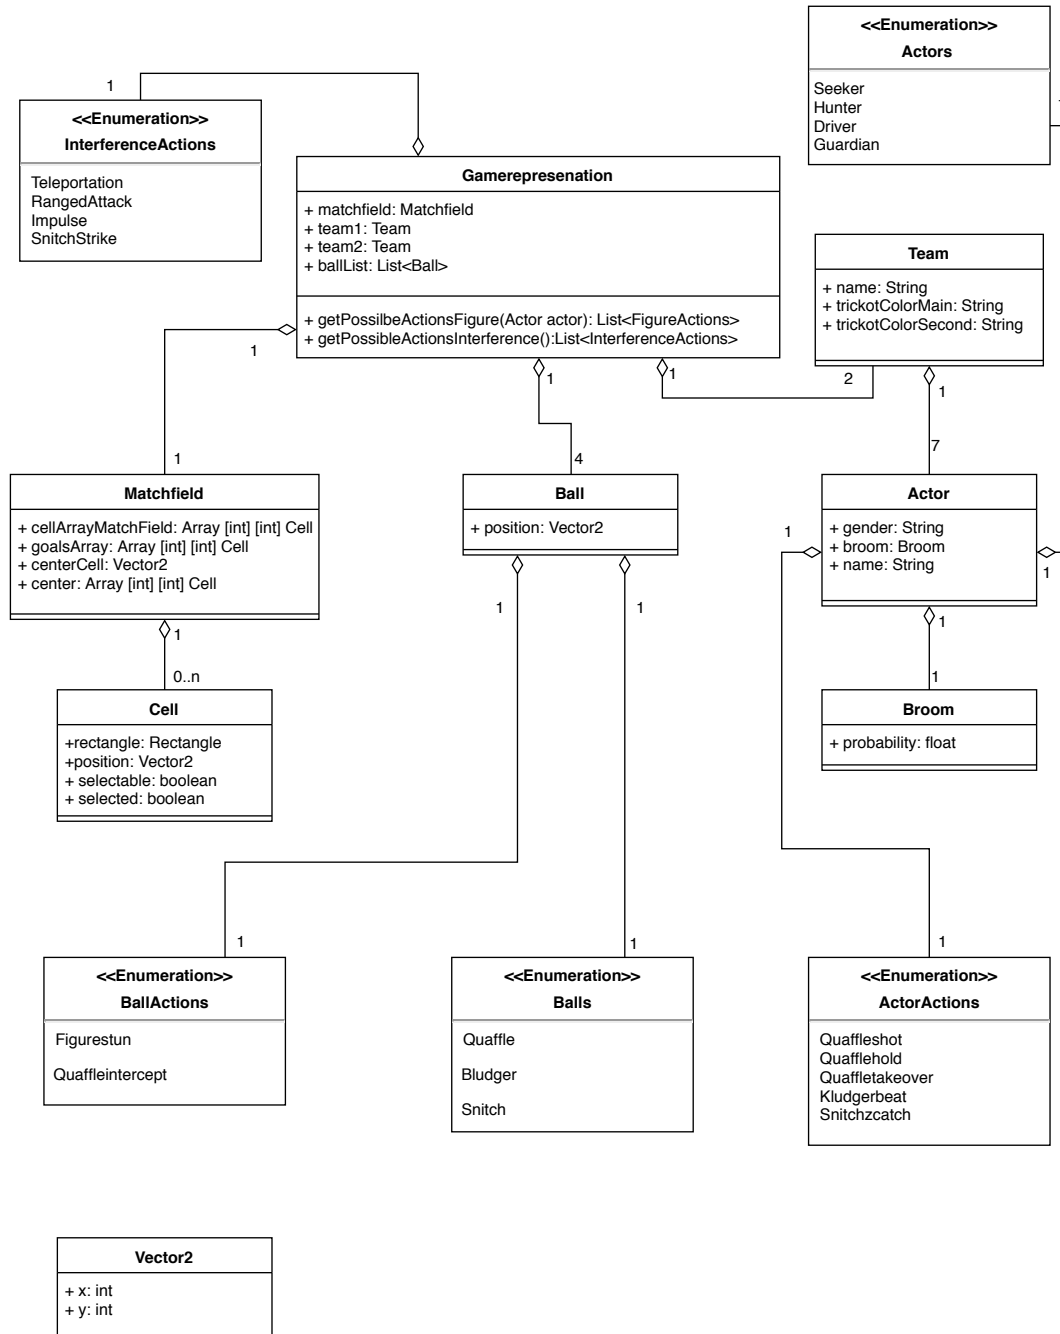 <<Enumeration>>
Actors
Seeker
Hunter
Driver
Guardian
1
<<Enumeration>>
InterferenceActions
Teleportation
RangedAttack
Impulse
SnitchStrike
Gamerepresenation
+ matchfield: Matchfield
+ team1: Team
+ team2: Team
+ ballList: List<Ball>
+ getPossilbeActionsFigure(Actor actor): List<FigureActions>
+ getPossibleActionsInterference():List<InterferenceActions>
Team
+ name: String
+ trickotColorMain: String
+ trickotColorSecond: String
1
1
1
2
1
1
4
7
Matchfield
+ cellArrayMatchField: Array [int] [int] Cell
+ goalsArray: Array [int] [int] Cell
+ centerCell: Vector2
+ center: Array [int] [int] Cell
Ball
+ position: Vector2
Actor
+ gender: String
+ broom: Broom
+ name: String
1
1
1
1
1
1
0..n
1
Cell
+rectangle: Rectangle
+position: Vector2
+ selectable: boolean
+ selected: boolean
Broom
+ probability: float
1
1
1
<<Enumeration>>
BallActions
Figurestun
Quaffleintercept
<<Enumeration>>
Balls
Quaffle
Bludger
Snitch
<<Enumeration>>
ActorActions
Quaffleshot
Quafflehold
Quaffletakeover
Kludgerbeat
Snitchzcatch
Vector2
+ x: int
+ y: int